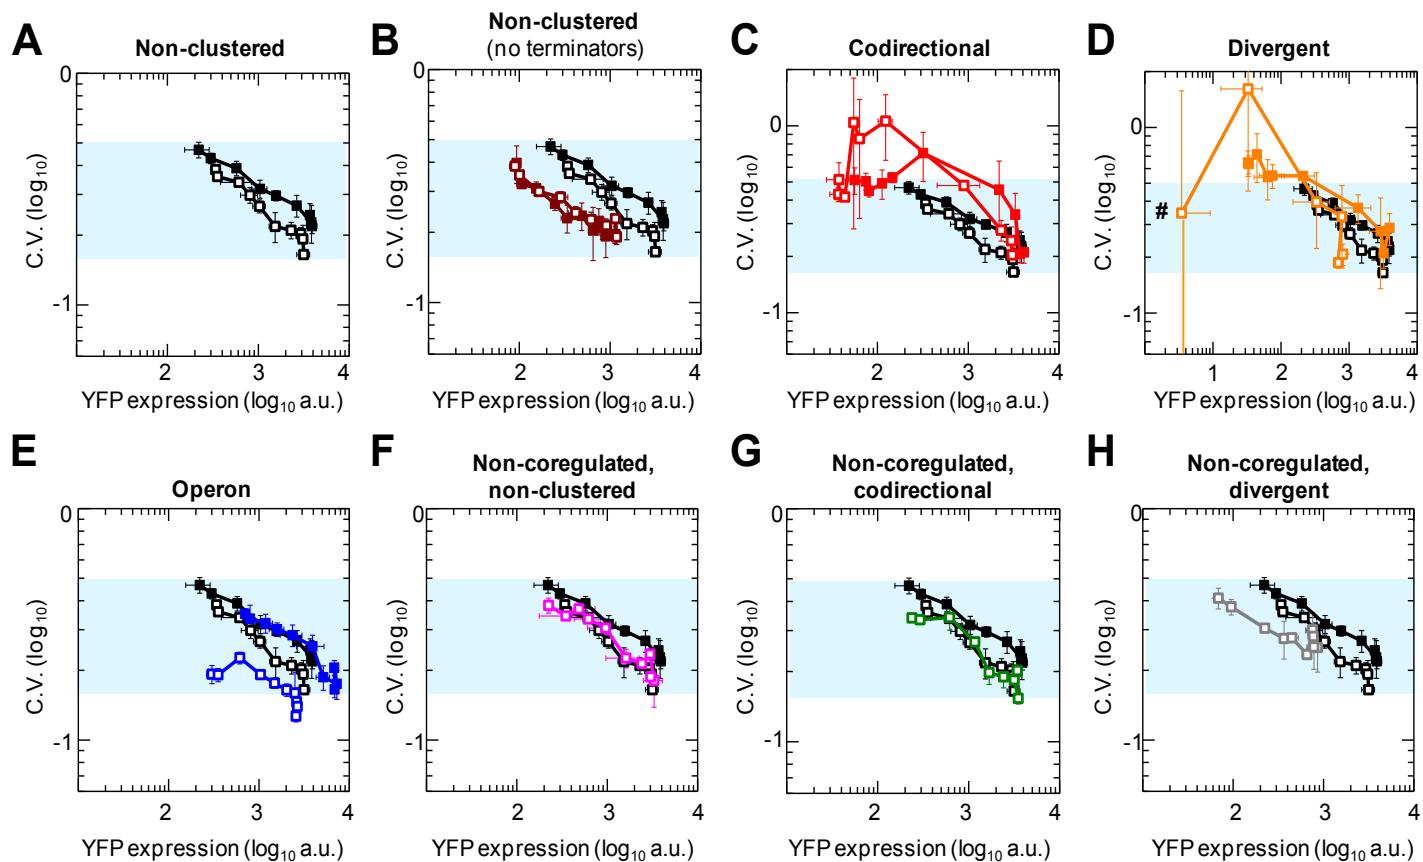 A
Non-clustered
0
-1
C.V. (log10)
2
3
4
YFP expression (log10 a.u.)
B
Non-clustered
(no terminators)
0
-1
C.V. (log10)
2
3
4
YFP expression (log10 a.u.)
C
Codirectional
0
-1
C.V. (log10)
2
3
4
YFP expression (log10 a.u.)
D
Divergent
0
#
-1
C.V. (log10)
1
2
3
4
YFP expression (log10 a.u.)
E
Operon
0
-1
C.V. (log10)
2
3
4
YFP expression (log10 a.u.)
F
Non-coregulated,
non-clustered
0
-1
C.V. (log10)
2
3
4
YFP expression (log10 a.u.)
G
Non-coregulated,
codirectional
0
-1
C.V. (log10)
2
3
4
YFP expression (log10 a.u.)
H
Non-coregulated,
divergent
0
-1
C.V. (log10)
2
3
4
YFP expression (log10 a.u.)